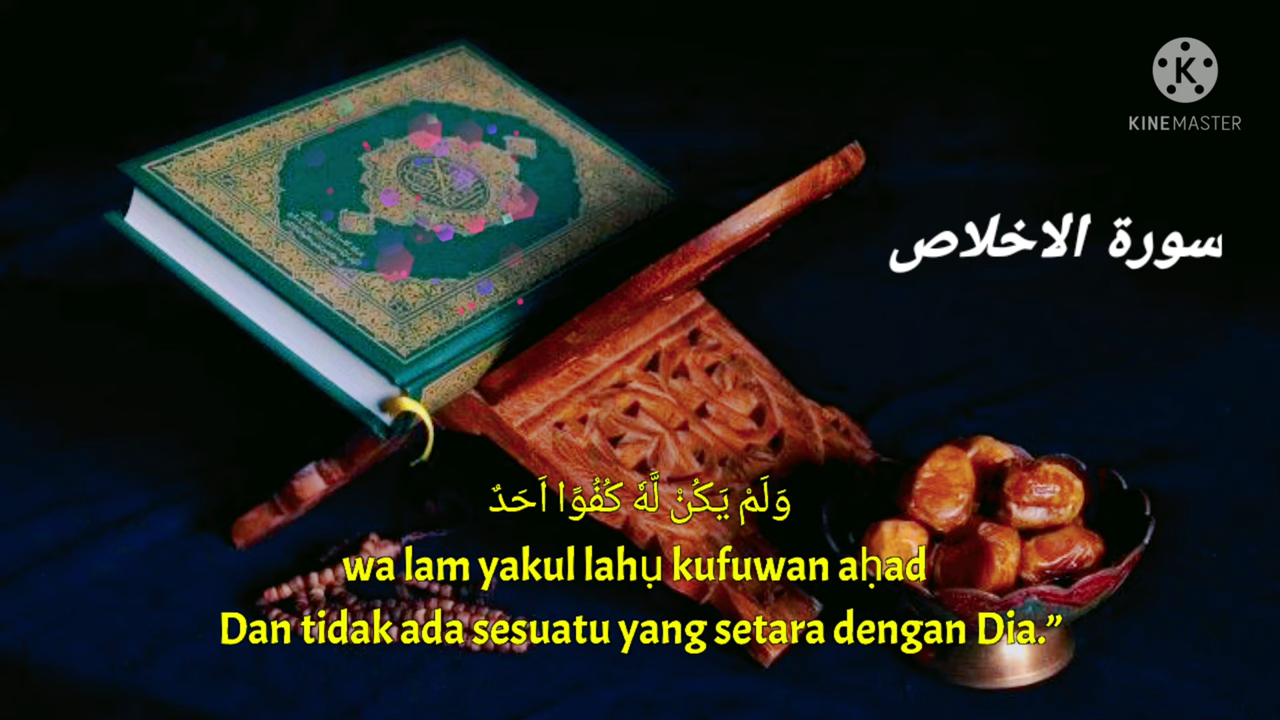 KINEMASTER
سورة الاخلاص
وَلَمْ يَكُنْ لَّهٗ كُفُوًا اَحَدٌ
wa lam yakul lahụ kufuwan aḥad
Dan tidak ada sesuatu yang setara dengan Dia.”